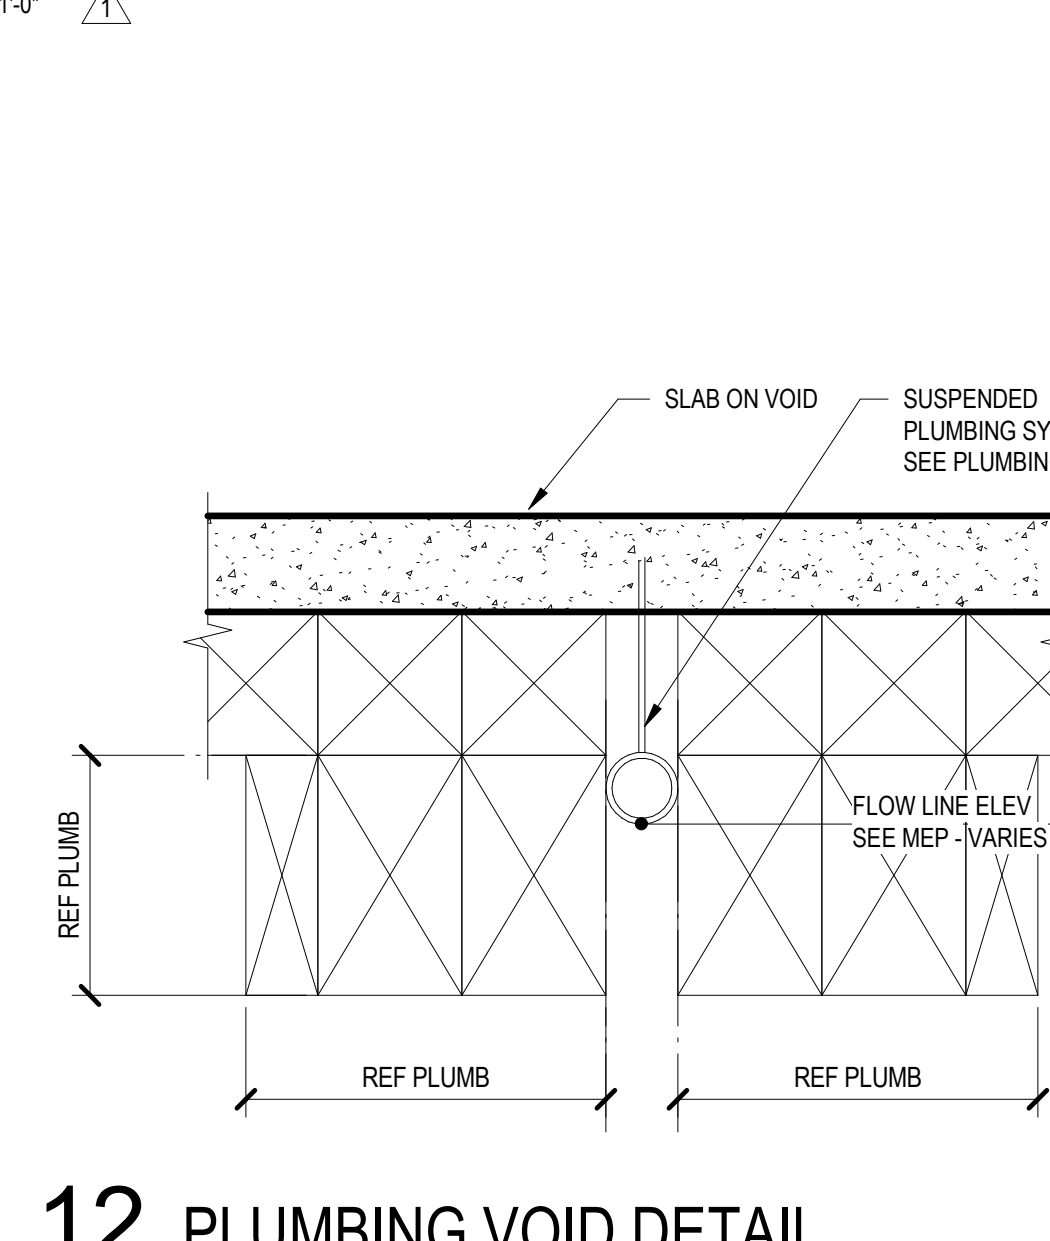 1'-0"
1
SLAB ON VOID
SUSPENDED
PLUMBING SY
SEE PLUMBIN
FLOW LINE ELEV
SEE MEP - VARIES
REF PLUMB
REF PLUMB
REF PLUMB
12 PLUMBING VOID DETAIL